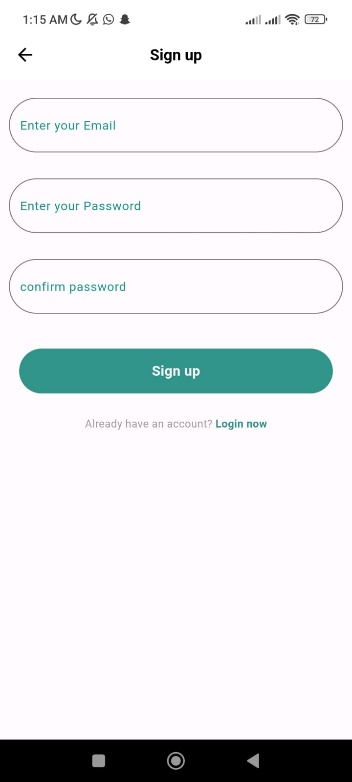 1:15 AM
72
Sign up
Enter your Email
Enter your Password
confirm password
Sign up
Already have an account? Login now